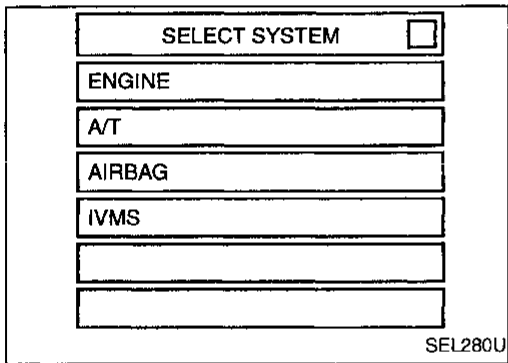 SELECT SYSTEM
ENGINE
A/T
AIRBAG
IVMS
SEL280U